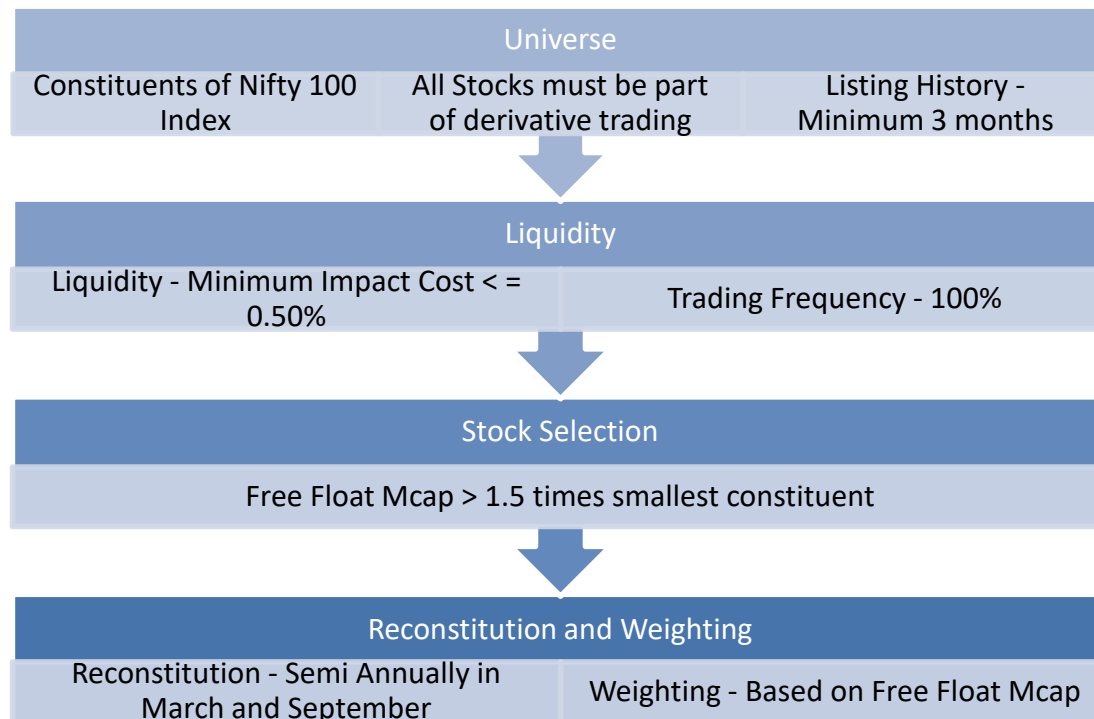 Universe
Constituents of Nifty 100
Index
All Stocks must be part
of derivative trading
Listing History -
Minimum 3 months
Liquidity
Liquidity - Minimum Impact Cost < =
0.50%
Trading Frequency - 100%
Stock Selection
Free Float Mcap > 1.5 times smallest constituent
Reconstitution and Weighting
Reconstitution - Semi Annually in
March and September
Weighting - Based on Free Float Mcap